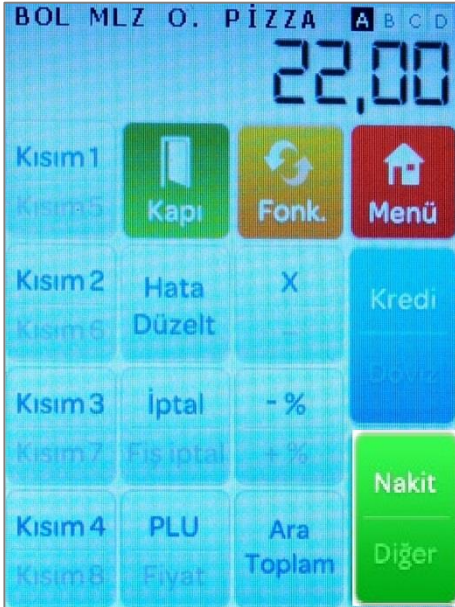 BOL MLZ O. PİZZA A B C D
22,00
Kısım 1
Kısım 5
Kapı
Fonk.
Menü
Kısım 2
Kısım 6
Hata
Düzelt
X
–
Kredi
Döviz
Kısım 3
Kısım 7
İptal
Fiş iptal
- %
+ %
Nakit
Diğer
Kısım 4
Kısım 8
PLU
Fiyat
Ara
Toplam